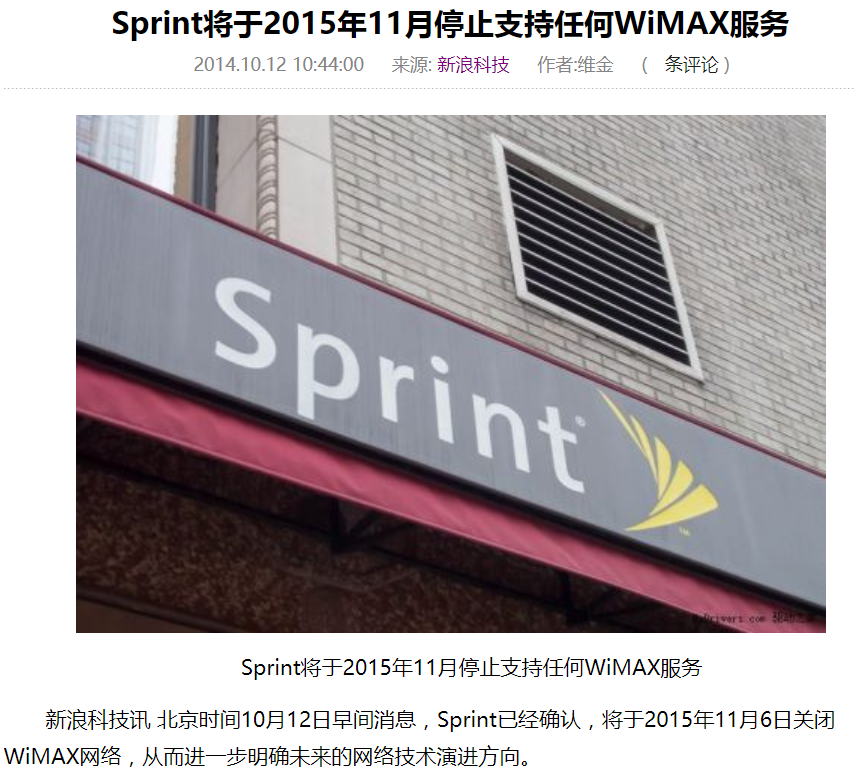 Sprint将于2015年11月停止支持任何WiMAX服务
2014.10.12 10:44:00 来源: 新浪科技 作者:维金 ( 条评论 )
Sprint®
™
MyDrivers.com 驱动之家
Sprint将于2015年11月停止支持任何WiMAX服务
新浪科技讯 北京时间10月12日早间消息，Sprint已经确认，将于2015年11月6日关闭
WiMAX网络，从而进一步明确未来的网络技术演进方向。